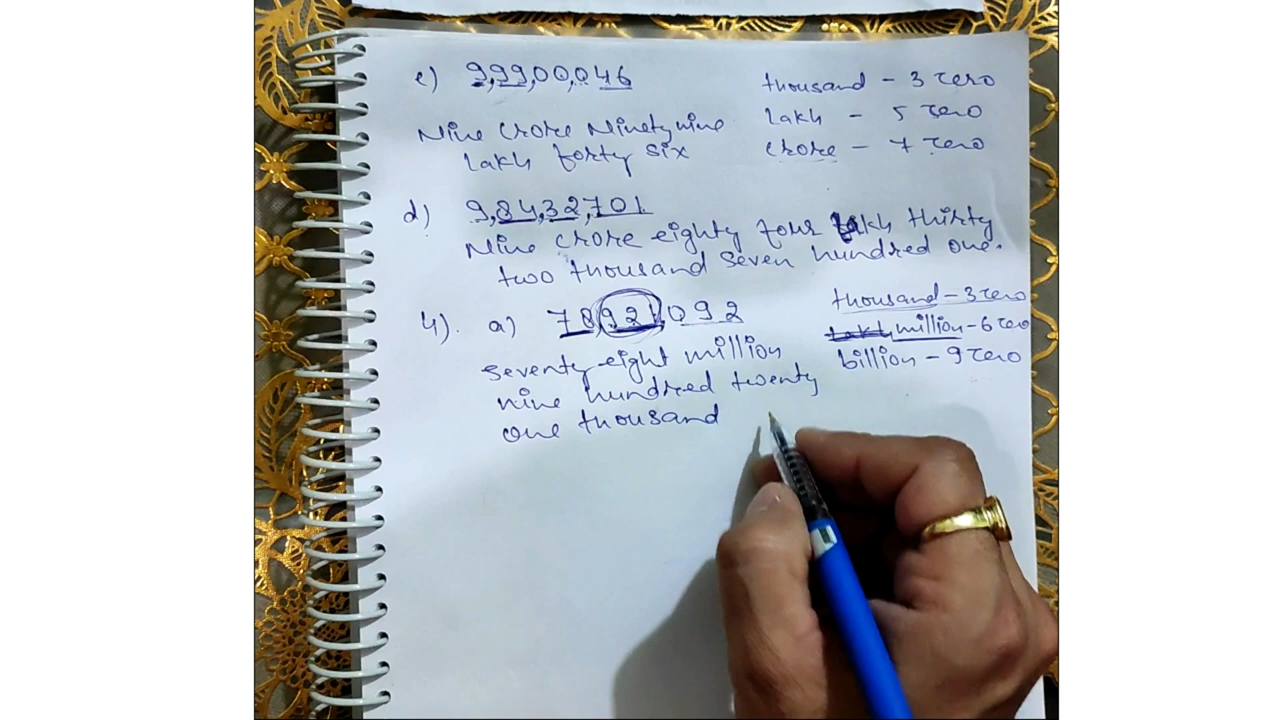 c) 9,99,00,046
thousand - 3 zero
lakh - 5 zero
crore - 7 zero
Nine crore Ninety nine
lakh forty six
d) 9,84,32,701
Nine crore eighty four lakh thirty
two thousand seven hundred one.
4). a) 78,921,092
thousand - 3 zero
lakh million - 6 zero
billion - 9 zero
seventy-eight million
nine hundred twenty
one thousand